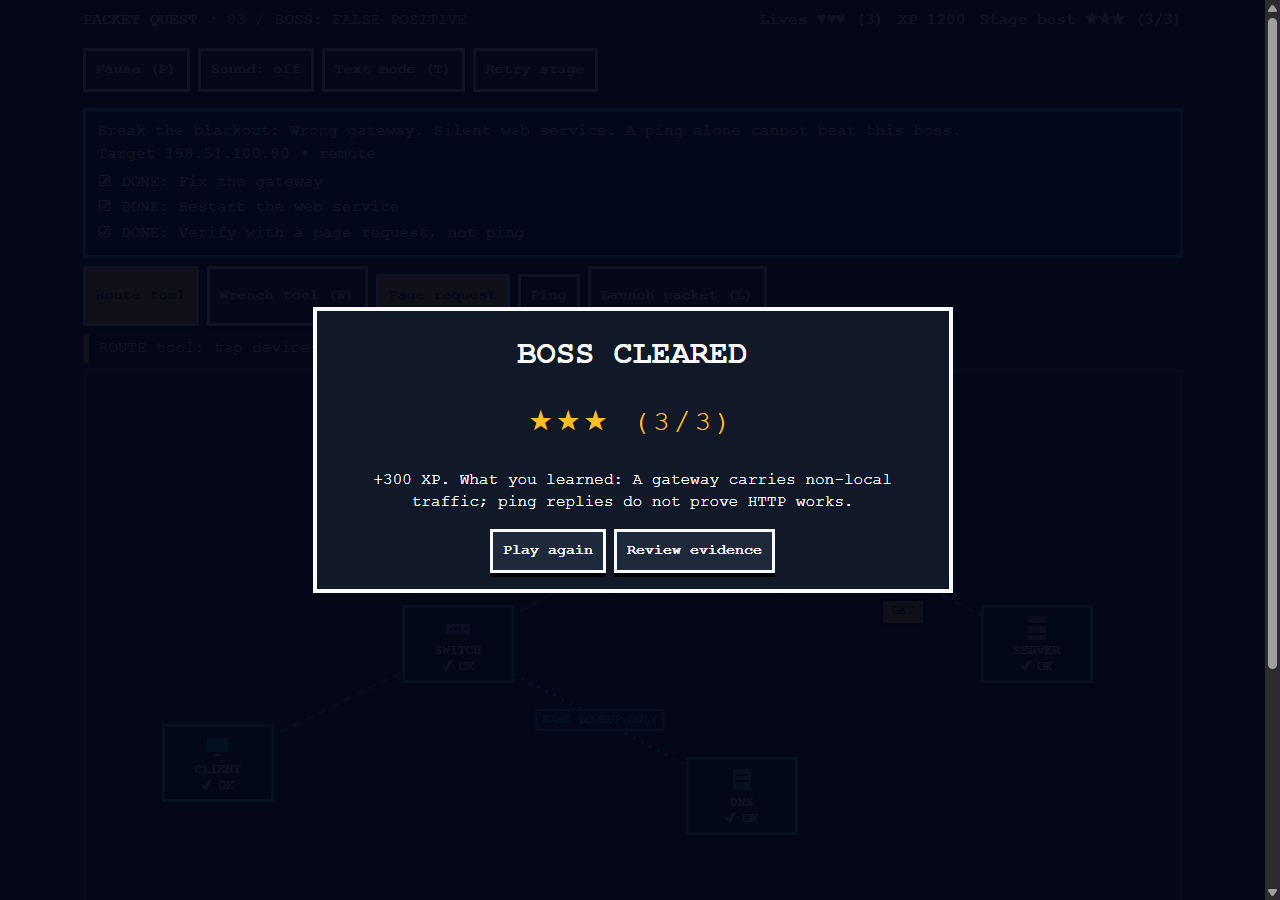 PACKET QUEST · 03 / BOSS: FALSE POSITIVE
Lives ♥♥♥ (3) XP 1200 Stage best ★★★ (3/3)
Pause (P) Sound: off Text mode (T) Retry stage
Break the blackout: Wrong gateway. Silent web service. A ping alone cannot beat this boss.
Target 198.51.100.80 • remote
☑ DONE: Fix the gateway
☑ DONE: Restart the web service
☑ DONE: Verify with a page request, not ping
Route tool Wrench tool (W) Page request Ping Launch packet (L)
ROUTE tool: tap device
BOSS CLEARED
★★★ (3/3)
+300 XP. What you learned: A gateway carries non-local
traffic; ping replies do not prove HTTP works.
Play again Review evidence
GET
SWITCH
✔ OK
SERVER
✔ OK
NAME LOOKUP ONLY
CLIENT
✔ OK
DNS
✔ OK